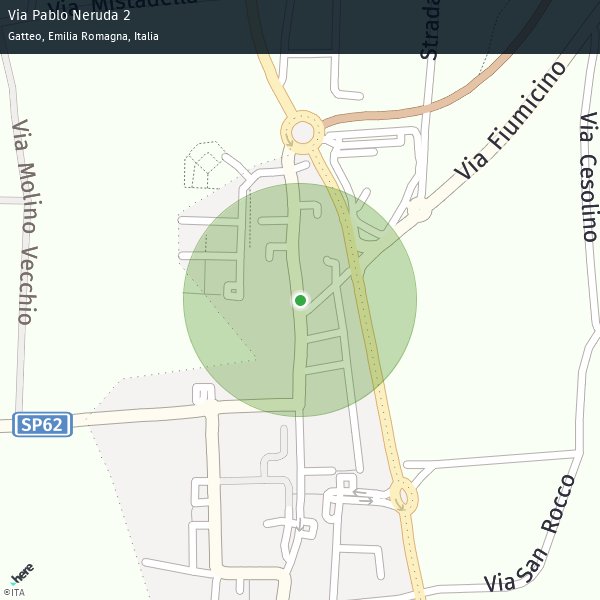 Via Pablo Neruda 2
Gatteo, Emilia Romagna, Italia
Via Mistadella
Strada
Via Fiumicino
Via Cesolino
Via Molino Vecchio
SP62
Via San Rocco
here
©ITA